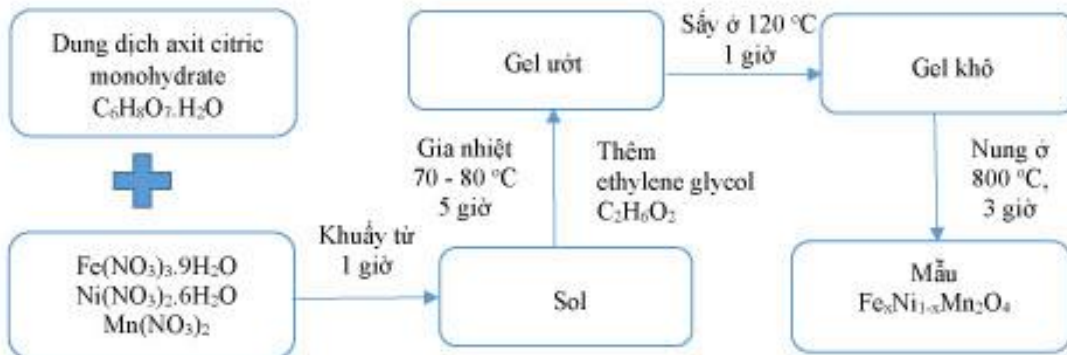 Dung dịch axit citric
monohydrate
C₆H₈O₇.H₂O
Fe(NO₃)₃.9H₂O
Ni(NO₃)₂.6H₂O
Mn(NO₃)₂
Khuấy từ
1 giờ
Sol
Gia nhiệt
70 - 80 °C
5 giờ
Thêm
ethylene glycol
C₂H₆O₂
Gel ướt
Sấy ở 120 °C
1 giờ
Gel khô
Nung ở
800 °C,
3 giờ
Mẫu
FeₓNi₁₋ₓMn₂O₄